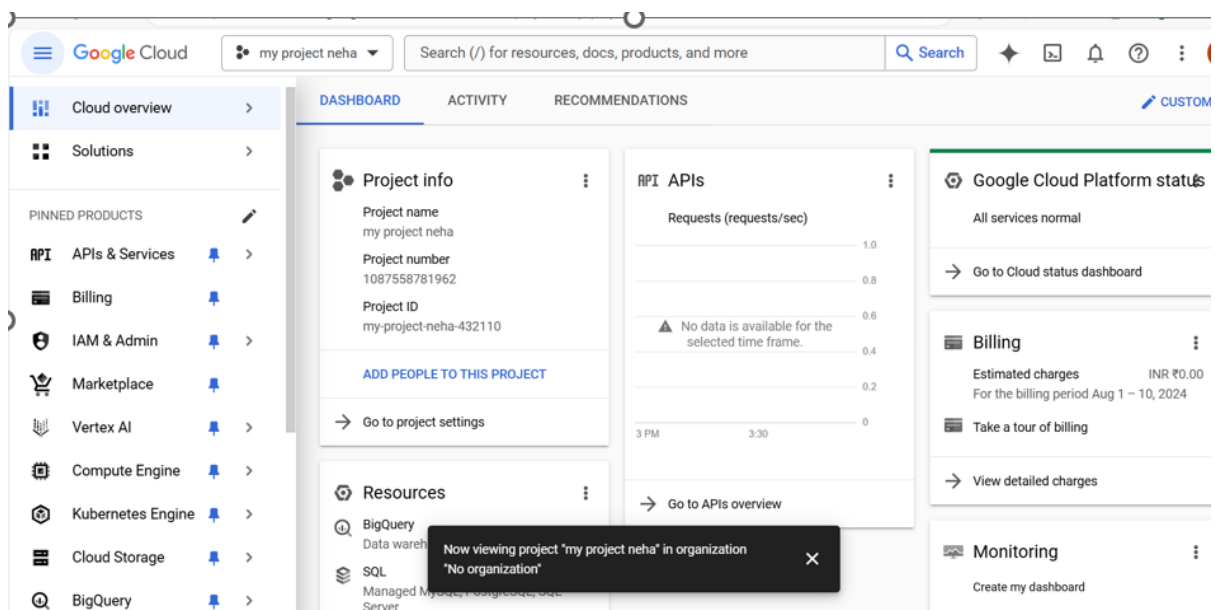 Google Cloud
my project neha
Search (/) for resources, docs, products, and more
Search
Cloud overview
Solutions
PINNED PRODUCTS
API APIs & Services
Billing
IAM & Admin
Marketplace
Vertex AI
Compute Engine
Kubernetes Engine
Cloud Storage
BigQuery
DASHBOARD ACTIVITY RECOMMENDATIONS
CUSTOM
Project info
Project name
my project neha
Project number
1087558781962
Project ID
my-project-neha-432110
ADD PEOPLE TO THIS PROJECT
Go to project settings
Resources
BigQuery
Data wareh
SQL
Managed MySQL, PostgreSQL, SQL
Server
API APIs
Requests (requests/sec)
1.0
0.8
0.6
No data is available for the
selected time frame.
0.4
0.2
0
3 PM 3:30
Go to APIs overview
Google Cloud Platform status
All services normal
Go to Cloud status dashboard
Billing
Estimated charges INR ₹0.00
For the billing period Aug 1 – 10, 2024
Take a tour of billing
View detailed charges
Monitoring
Create my dashboard
Now viewing project "my project neha" in organization
"No organization"